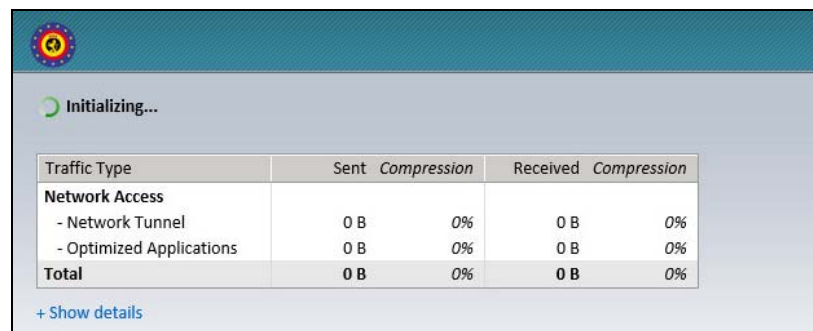 Initializing...
Traffic Type Sent Compression Received Compression
Network Access
- Network Tunnel 0 B 0% 0 B 0%
- Optimized Applications 0 B 0% 0 B 0%
Total 0 B 0% 0 B 0%
+ Show details